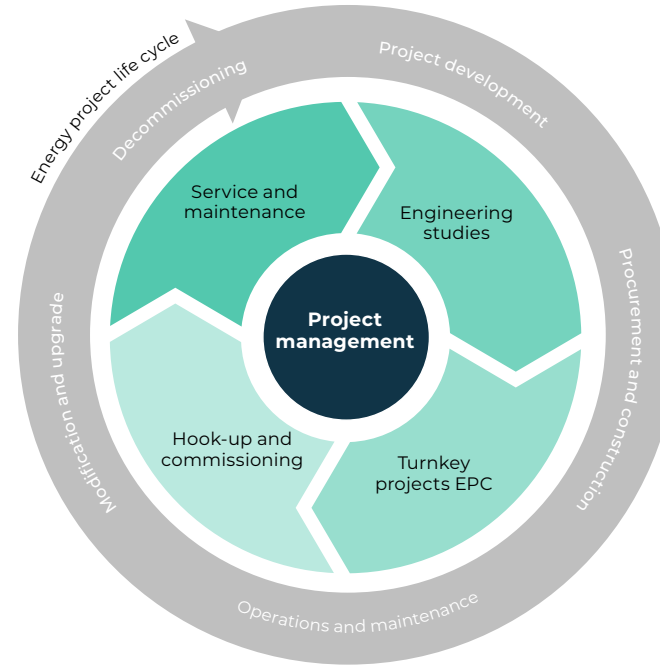 Energy project life cycle
Decommissioning
Project development
Procurement and construction
Operations and maintenance
Modification and upgrade
Service and
maintenance
Engineering
studies
Project
management
Hook-up and
commissioning
Turnkey
projects EPC